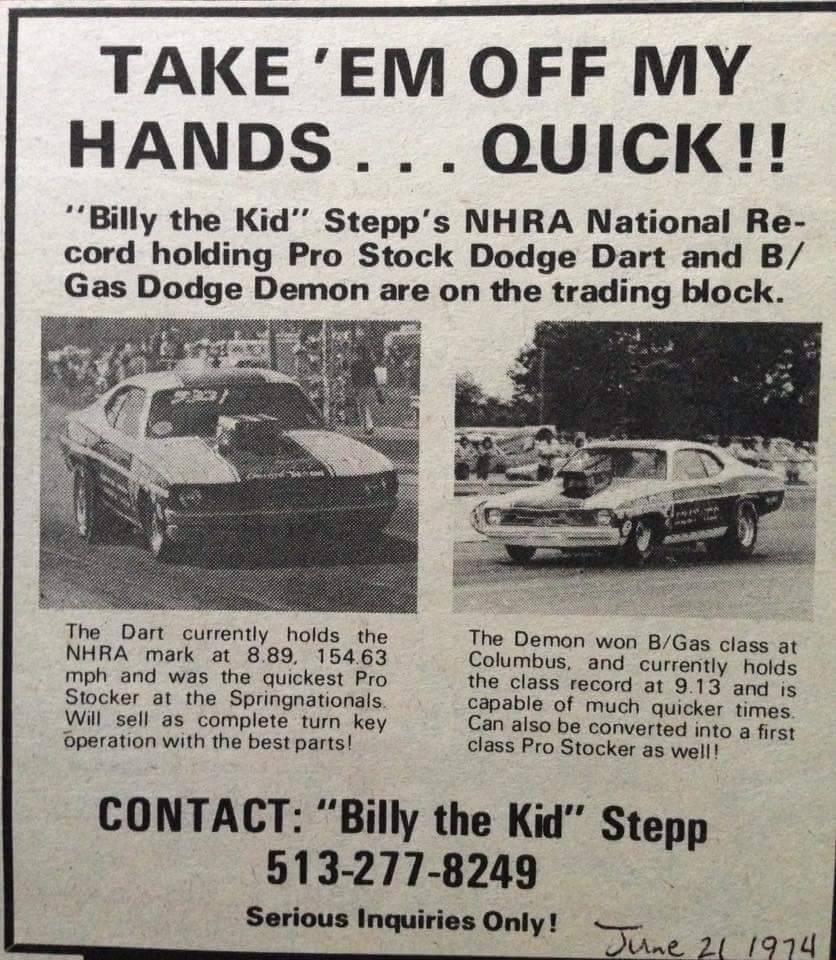 TAKE 'EM OFF MY
HANDS . . . QUICK!!
"Billy the Kid" Stepp's NHRA National Re-
cord holding Pro Stock Dodge Dart and B/
Gas Dodge Demon are on the trading block.
The Dart currently holds the
NHRA mark at 8.89, 154.63
mph and was the quickest Pro
Stocker at the Springnationals.
Will sell as complete turn key
operation with the best parts!
The Demon won B/Gas class at
Columbus, and currently holds
the class record at 9.13 and is
capable of much quicker times.
Can also be converted into a first
class Pro Stocker as well!
CONTACT: "Billy the Kid" Stepp
513-277-8249
Serious Inquiries Only!
June 21 1974